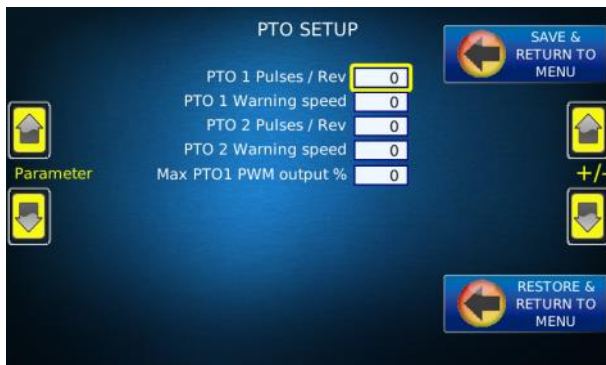 PTO SETUP
SAVE &
RETURN TO
MENU
PTO 1 Pulses / Rev 0
PTO 1 Warning speed 0
PTO 2 Pulses / Rev 0
PTO 2 Warning speed 0
Max PTO1 PWM output % 0
Parameter
+/-
RESTORE &
RETURN TO
MENU